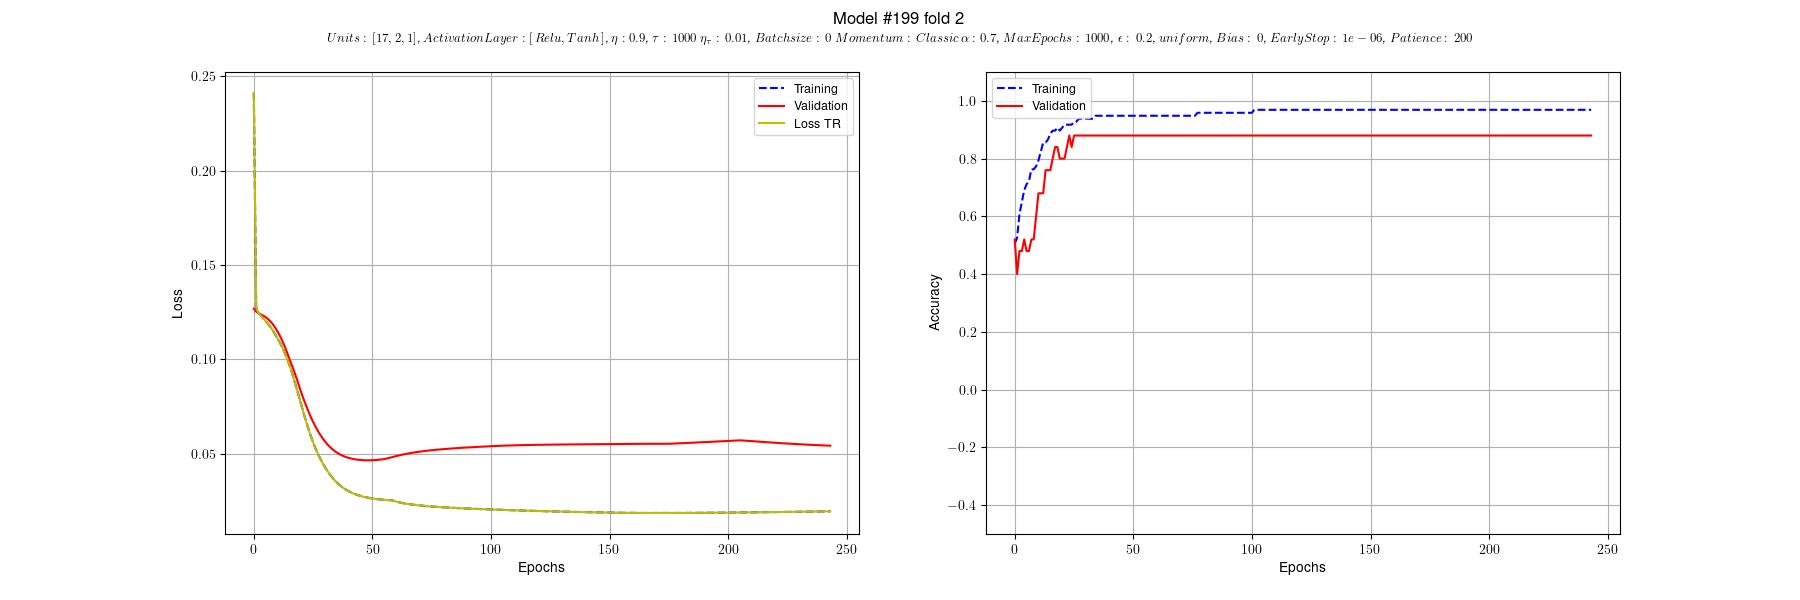 Model #199 fold 2
Units : [17, 2, 1], ActivationLayer : [Relu, Tanh], η : 0.9, τ : 1000 ητ : 0.01, Batchsize : 0 Momentum : Classic α : 0.7, MaxEpochs : 1000, ϵ : 0.2, uniform, Bias : 0, EarlyStop : 1e − 06, Patience : 200
0.25
0.20
0.15
0.10
0.05
Loss
Training
Validation
Loss TR
0
50
100
150
200
250
Epochs
1.0
0.8
0.6
0.4
0.2
0.0
−0.2
−0.4
Accuracy
Training
Validation
0
50
100
150
200
250
Epochs